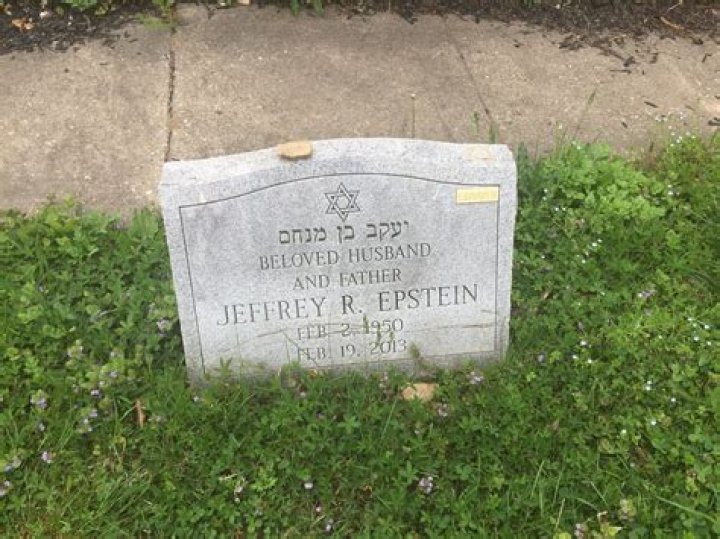 יעקב בן מנחם
BELOVED HUSBAND
AND FATHER
JEFFREY R. EPSTEIN
FEB. 2, 1950
FEB. 19, 2013